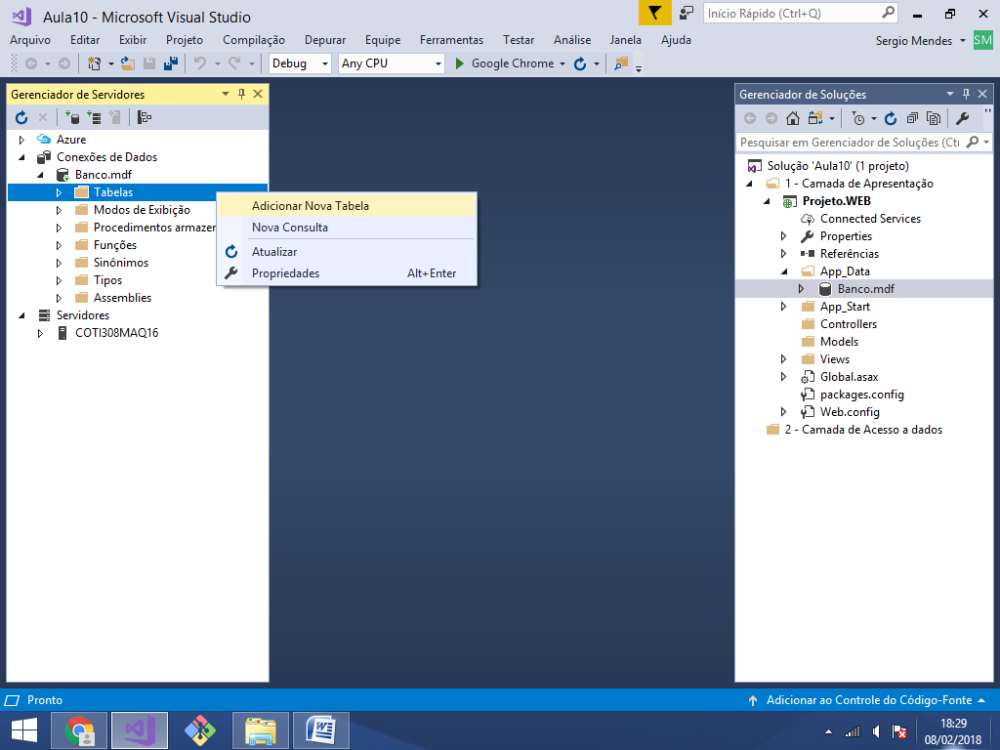 Aula10 - Microsoft Visual Studio
Início Rápido (Ctrl+Q)
Arquivo Editar Exibir Projeto Compilação Depurar Equipe Ferramentas Testar Análise Janela Ajuda
Sergio Mendes SM
Debug Any CPU Google Chrome
Gerenciador de Servidores
Azure
Conexões de Dados
Banco.mdf
Tabelas
Modos de Exibição
Procedimentos armazer
Funções
Sinônimos
Tipos
Assemblies
Servidores
COTI308MAQ16
Adicionar Nova Tabela
Nova Consulta
Atualizar
Propriedades Alt+Enter
Gerenciador de Soluções
Pesquisar em Gerenciador de Soluções (Ct
Solução 'Aula10' (1 projeto)
1 - Camada de Apresentação
Projeto.WEB
Connected Services
Properties
Referências
App_Data
Banco.mdf
App_Start
Controllers
Models
Views
Global.asax
packages.config
Web.config
2 - Camada de Acesso a dados
Pronto
Adicionar ao Controle do Código-Fonte
18:29
08/02/2018